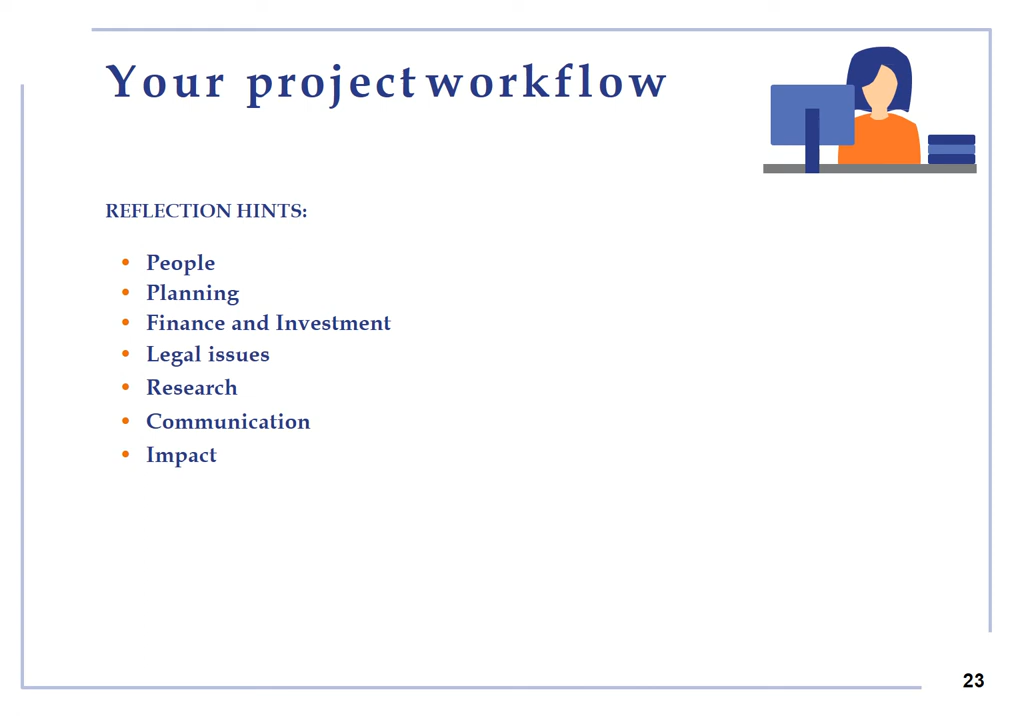 Your project workflow
REFLECTION HINTS:
• People
• Planning
• Finance and Investment
• Legal issues
• Research
• Communication
• Impact
23